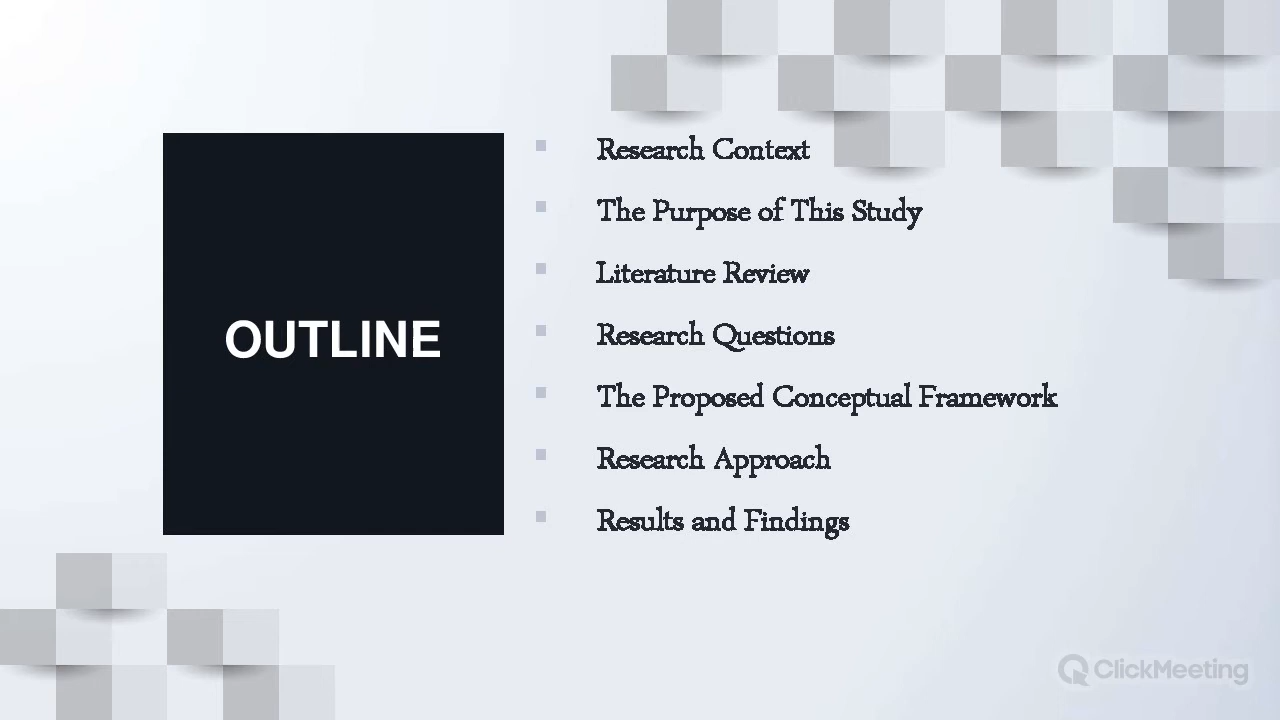 OUTLINE
Research Context
The Purpose of This Study
Literature Review
Research Questions
The Proposed Conceptual Framework
Research Approach
Results and Findings
ClickMeeting